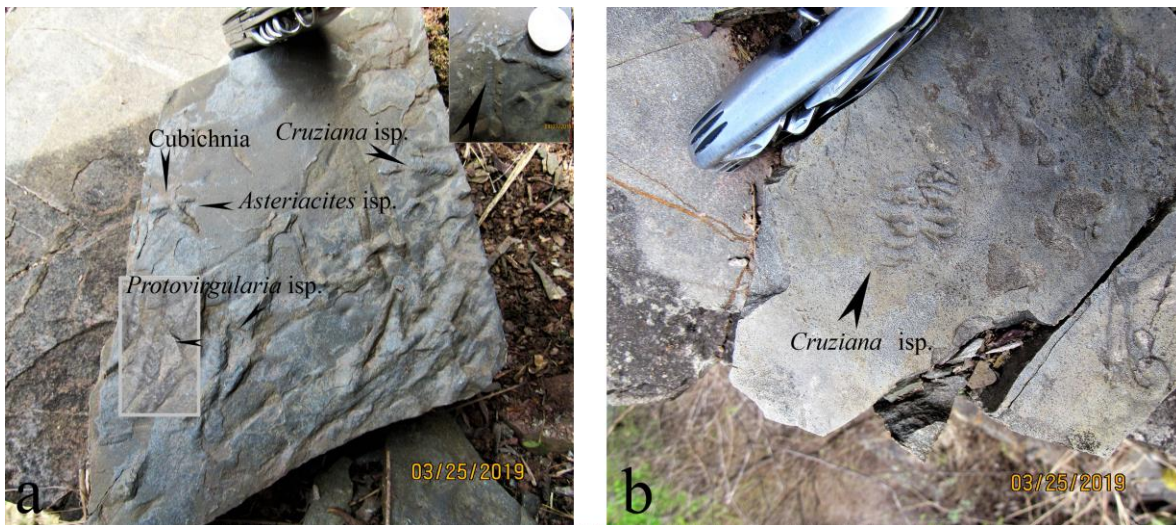 Cubichnia
Cruziana isp.
Asteriacites isp.
Protovirgularia isp.
a
03/25/2019
Cruziana isp.
b
03/25/2019